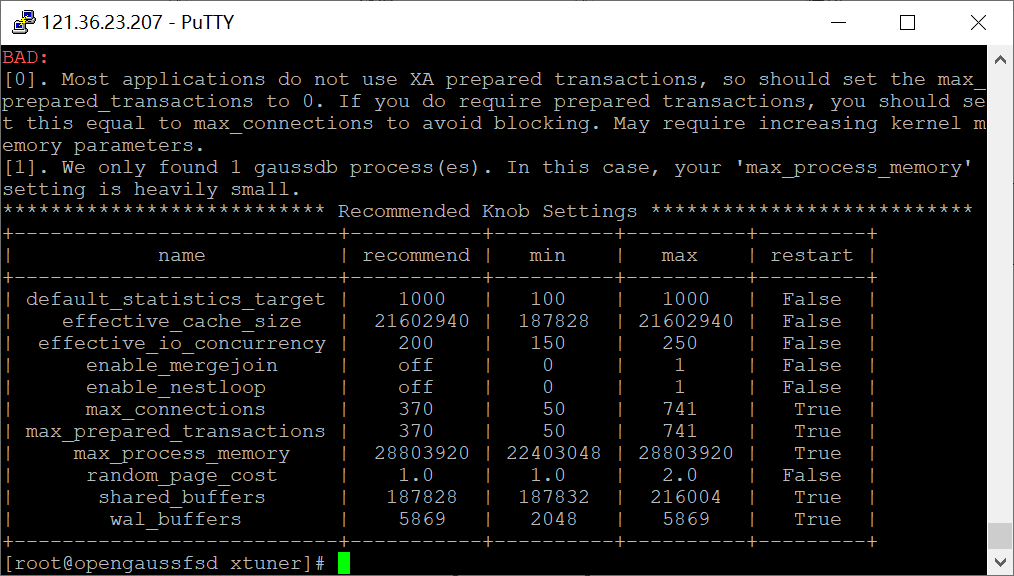 121.36.23.207 - PuTTY
BAD:
[0]. Most applications do not use XA prepared transactions, so should set the max_
prepared_transactions to 0. If you do require prepared transactions, you should se
t this equal to max_connections to avoid blocking. May require increasing kernel m
emory parameters.
[1]. We only found 1 gaussdb process(es). In this case, your 'max_process_memory'
setting is heavily small.
*************************** Recommended Knob Settings ***************************
+---------------------------+-----------+----------+----------+---------+
|            name           | recommend |   min    |   max    | restart |
+---------------------------+-----------+----------+----------+---------+
| default_statistics_target |    1000   |   100    |   1000   |  False  |
|    effective_cache_size   |  21602940 |  187828  | 21602940 |  False  |
|  effective_io_concurrency |    200    |   150    |   250    |  False  |
|      enable_mergejoin     |    off    |    0     |    1     |  False  |
|      enable_nestloop      |    off    |    0     |    1     |  False  |
|      max_connections      |    370    |    50    |   741    |   True  |
| max_prepared_transactions |    370    |    50    |   741    |   True  |
|     max_process_memory    |  28803920 | 22403048 | 28803920 |   True  |
|      random_page_cost     |    1.0    |   1.0    |   2.0    |  False  |
|       shared_buffers      |   187828  |  187832  |  216004  |   True  |
|        wal_buffers        |    5869   |   2048   |   5869   |   True  |
+---------------------------+-----------+----------+----------+---------+
[root@opengaussfsd xtuner]#